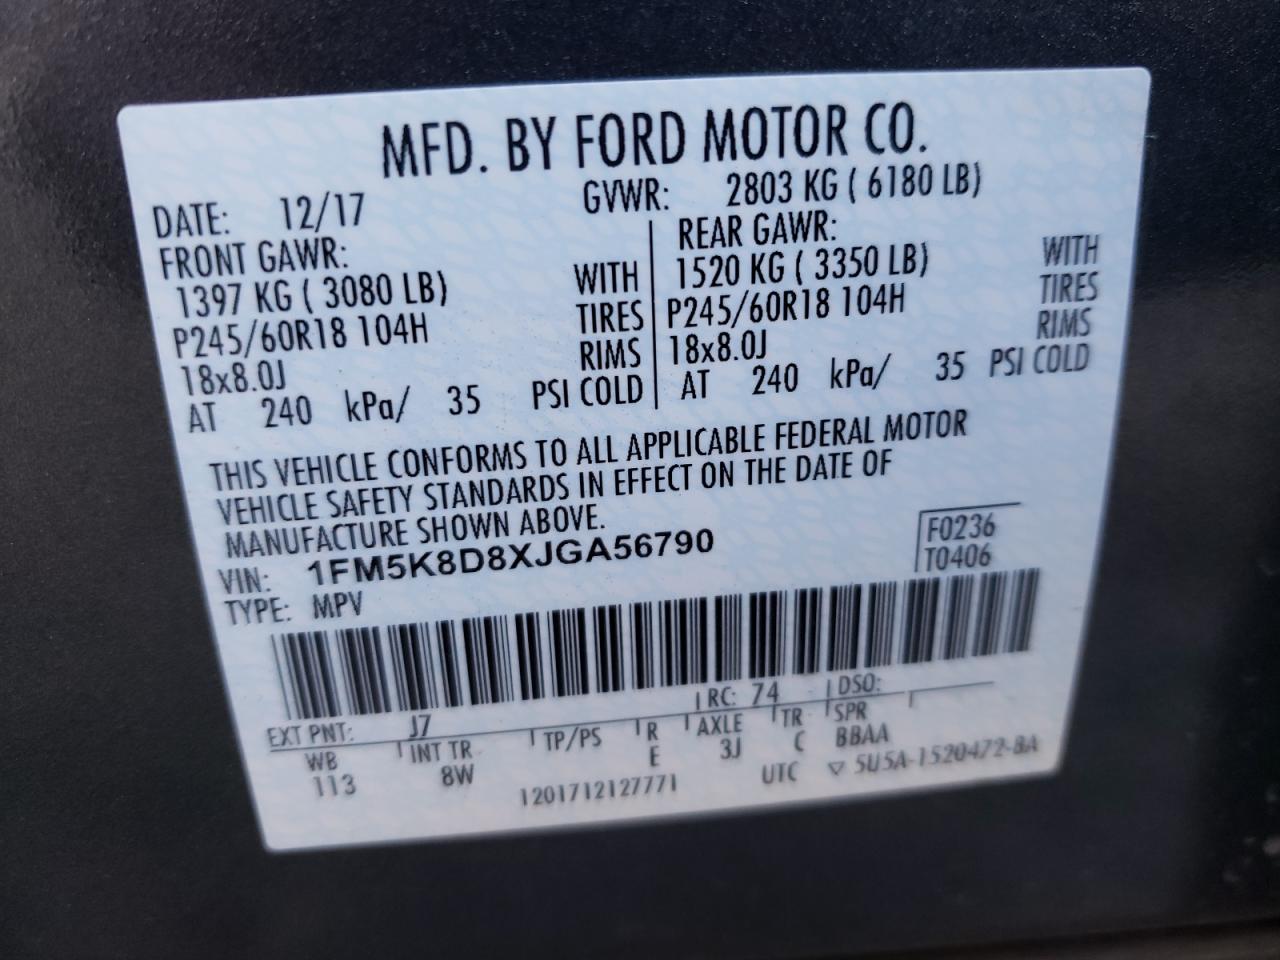 MFD. BY FORD MOTOR CO.
DATE: 12/17 GVWR: 2803 KG ( 6180 LB)
FRONT GAWR: REAR GAWR:
1397 KG ( 3080 LB) WITH 1520 KG ( 3350 LB) WITH
P245/60R18 104H TIRES P245/60R18 104H TIRES
18x8.0J RIMS 18x8.0J RIMS
AT 240 kPa/ 35 PSI COLD AT 240 kPa/ 35 PSI COLD
THIS VEHICLE CONFORMS TO ALL APPLICABLE FEDERAL MOTOR
VEHICLE SAFETY STANDARDS IN EFFECT ON THE DATE OF
MANUFACTURE SHOWN ABOVE.
VIN: 1FM5K8D8XJGA56790 F0236
TYPE: MPV T0406
EXT PNT: J7 RC: 74 DSO:
WB INT TR TP/PS R AXLE TR SPR
113 8W E 3J C BBAA
1201712127771 UTC ▽ 5U5A-1520472-BA